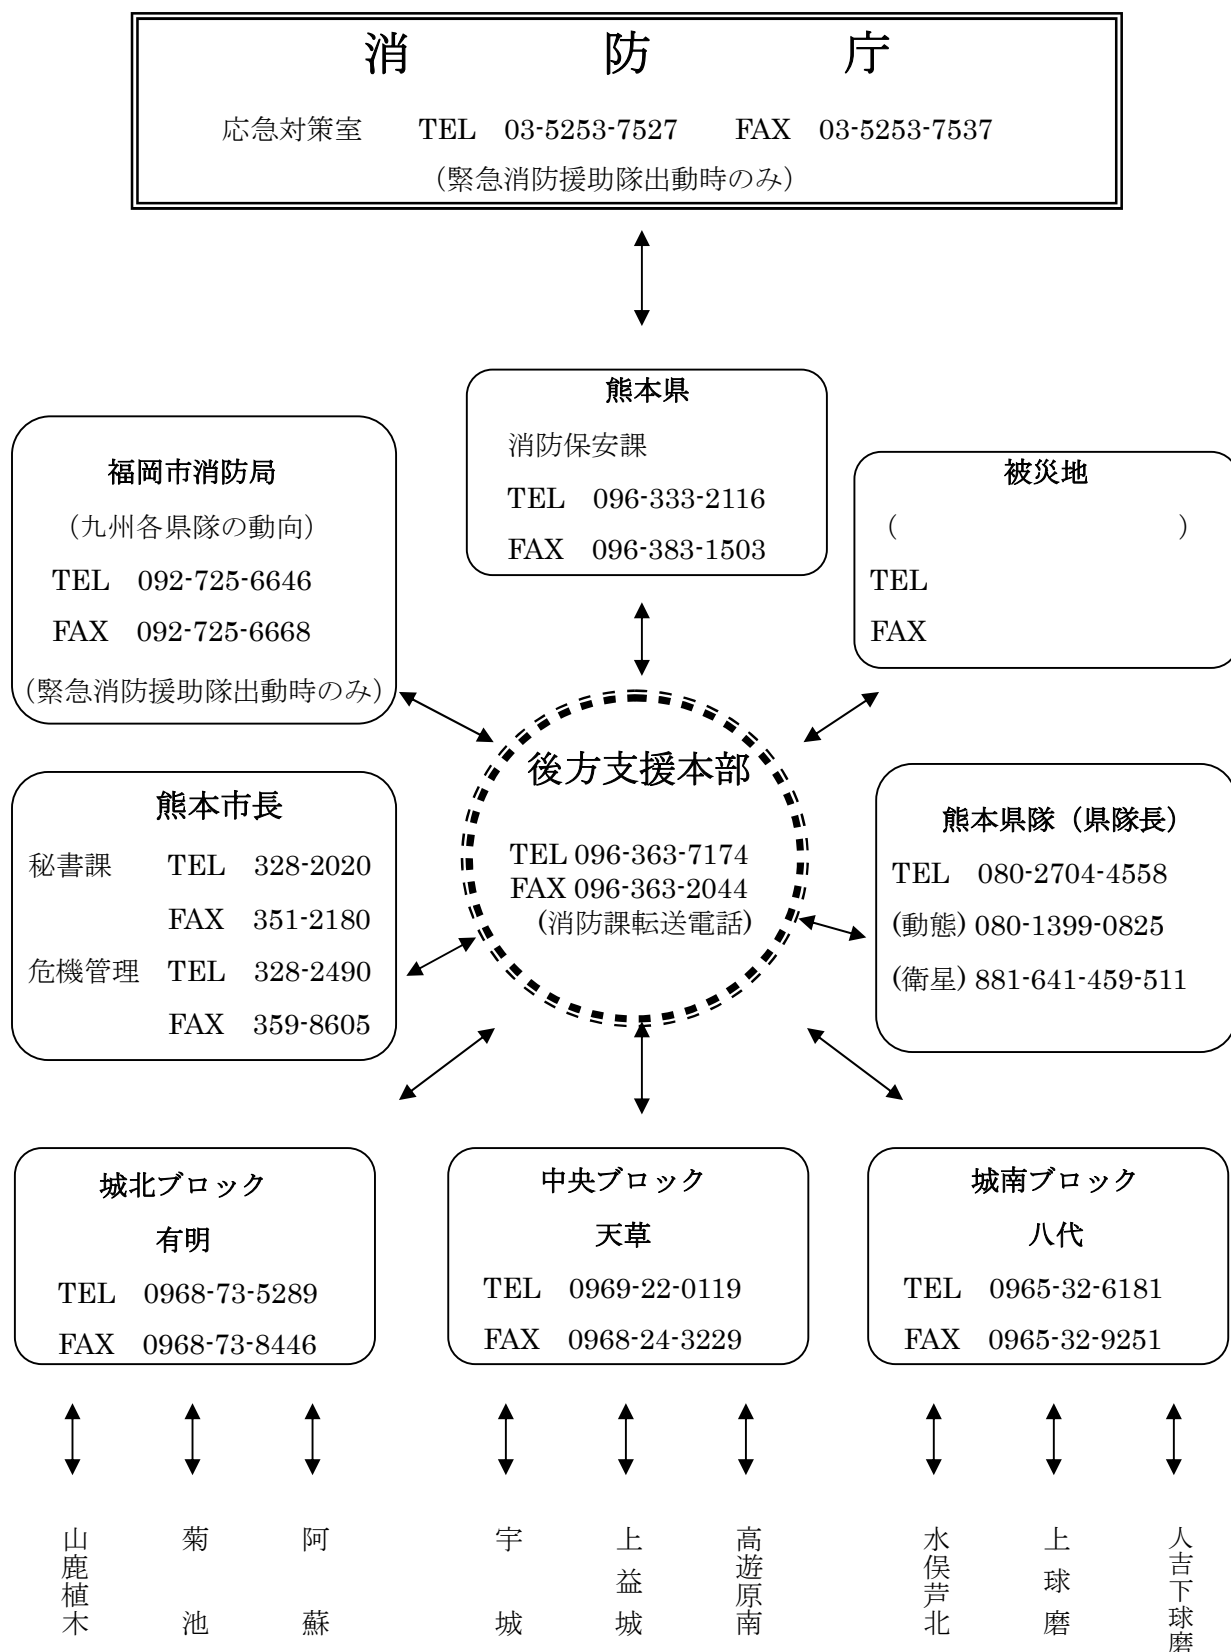 消防庁
応急対策室 TEL 03-5253-7527 FAX 03-5253-7537
（緊急消防援助隊出動時のみ）
熊本県
消防保安課
TEL 096-333-2116
FAX 096-383-1503
福岡市消防局
（九州各県隊の動向）
TEL 092-725-6646
FAX 092-725-6668
（緊急消防援助隊出動時のみ）
被災地
（ ）
TEL
FAX
後方支援本部
TEL 096-363-7174
FAX 096-363-2044
(消防課転送電話)
熊本市長
秘書課 TEL 328-2020
FAX 351-2180
危機管理 TEL 328-2490
FAX 359-8605
熊本県隊（県隊長）
TEL 080-2704-4558
(動態) 080-1399-0825
(衛星) 881-641-459-511
城北ブロック
有明
TEL 0968-73-5289
FAX 0968-73-8446
中央ブロック
天草
TEL 0969-22-0119
FAX 0968-24-3229
城南ブロック
八代
TEL 0965-32-6181
FAX 0965-32-9251
山鹿植木
菊池
阿蘇
宇城
上益城
高遊原南
水俣芦北
上球磨
人吉下球磨